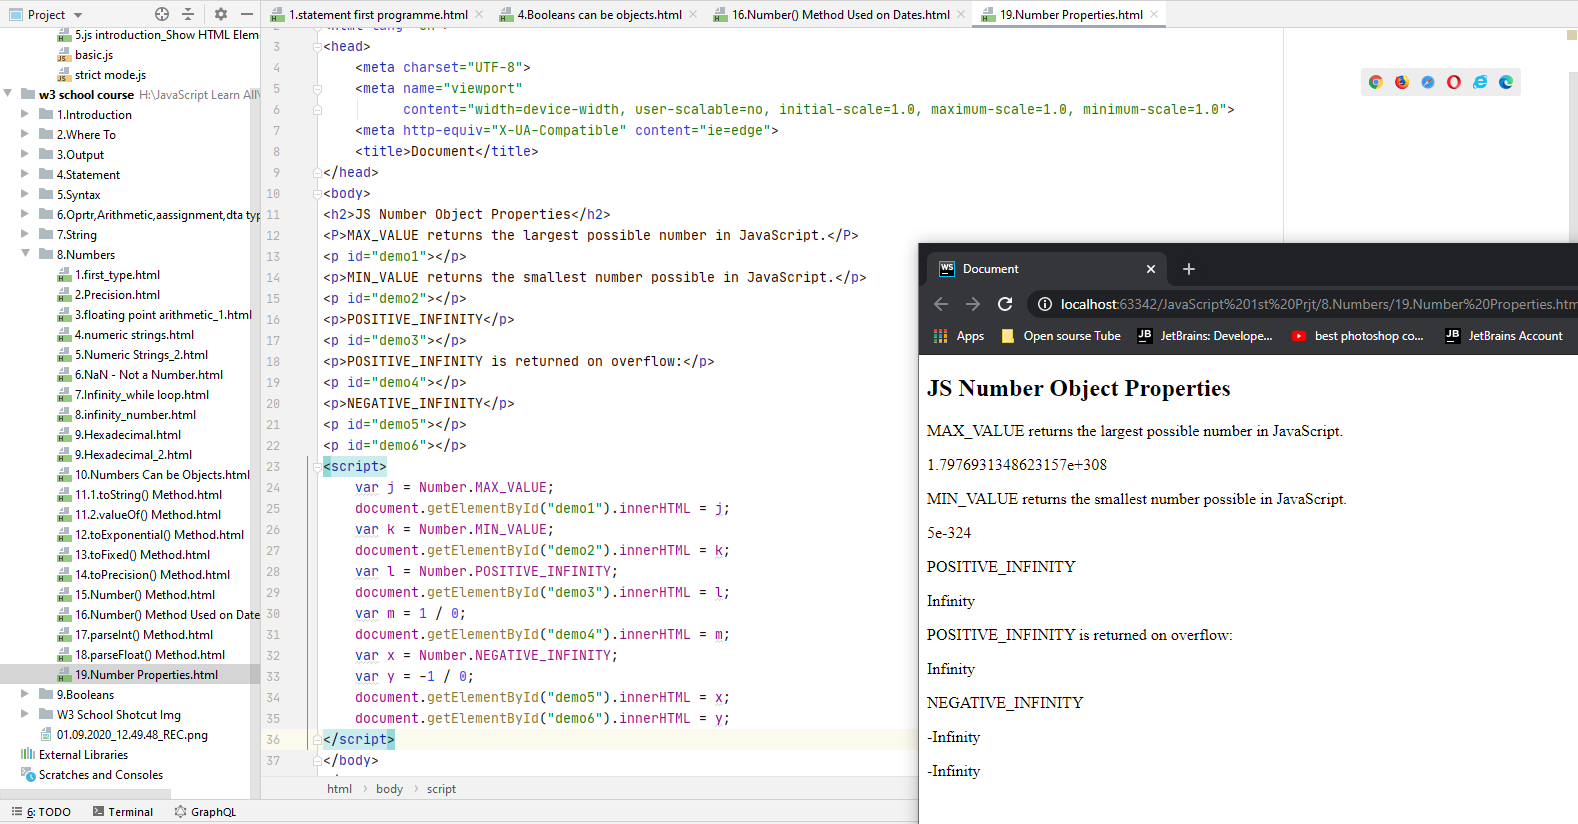 Project
1.statement first programme.html
4.Booleans can be objects.html
16.Number() Method Used on Dates.html
19.Number Properties.html
5.js introduction_Show HTML Elem
basic.js
strict mode.js
w3 school course H:\JavaScript Learn All\
1.Introduction
2.Where To
3.Output
4.Statement
5.Syntax
6.Oprtr,Arithmetic,aassignment,dta typ
7.String
8.Numbers
1.first_type.html
2.Precision.html
3.floating point arithmetic_1.html
4.numeric strings.html
5.Numeric Strings_2.html
6.NaN - Not a Number.html
7.Infinity_while loop.html
8.infinity_number.html
9.Hexadecimal.html
9.Hexadecimal_2.html
10.Numbers Can be Objects.html
11.1.toString() Method.html
11.2.valueOf() Method.html
12.toExponential() Method.html
13.toFixed() Method.html
14.toPrecision() Method.html
15.Number() Method.html
16.Number() Method Used on Date
17.parseInt() Method.html
18.parseFloat() Method.html
19.Number Properties.html
9.Booleans
W3 School Shotcut Img
01.09.2020_12.49.48_REC.png
External Libraries
Scratches and Consoles
3 <head>
4 <meta charset="UTF-8">
5 <meta name="viewport"
6 content="width=device-width, user-scalable=no, initial-scale=1.0, maximum-scale=1.0, minimum-scale=1.0">
7 <meta http-equiv="X-UA-Compatible" content="ie=edge">
8 <title>Document</title>
9 </head>
10 <body>
11 <h2>JS Number Object Properties</h2>
12 <P>MAX_VALUE returns the largest possible number in JavaScript.</P>
13 <p id="demo1"></p>
14 <p>MIN_VALUE returns the smallest number possible in JavaScript.</p>
15 <p id="demo2"></p>
16 <p>POSITIVE_INFINITY</p>
17 <p id="demo3"></p>
18 <p>POSITIVE_INFINITY is returned on overflow:</p>
19 <p id="demo4"></p>
20 <p>NEGATIVE_INFINITY</p>
21 <p id="demo5"></p>
22 <p id="demo6"></p>
23 <script>
24 var j = Number.MAX_VALUE;
25 document.getElementById("demo1").innerHTML = j;
26 var k = Number.MIN_VALUE;
27 document.getElementById("demo2").innerHTML = k;
28 var l = Number.POSITIVE_INFINITY;
29 document.getElementById("demo3").innerHTML = l;
30 var m = 1 / 0;
31 document.getElementById("demo4").innerHTML = m;
32 var x = Number.NEGATIVE_INFINITY;
33 var y = -1 / 0;
34 document.getElementById("demo5").innerHTML = x;
35 document.getElementById("demo6").innerHTML = y;
36 </script>
37 </body>
html › body › script
6: TODO
Terminal
GraphQL
WS Document
localhost:63342/JavaScript%201st%20Prjt/8.Numbers/19.Number%20Properties.htm
Apps
Open sourse Tube
JB JetBrains: Develope...
best photoshop co...
JB JetBrains Account
JS Number Object Properties
MAX_VALUE returns the largest possible number in JavaScript.
1.7976931348623157e+308
MIN_VALUE returns the smallest number possible in JavaScript.
5e-324
POSITIVE_INFINITY
Infinity
POSITIVE_INFINITY is returned on overflow:
Infinity
NEGATIVE_INFINITY
-Infinity
-Infinity